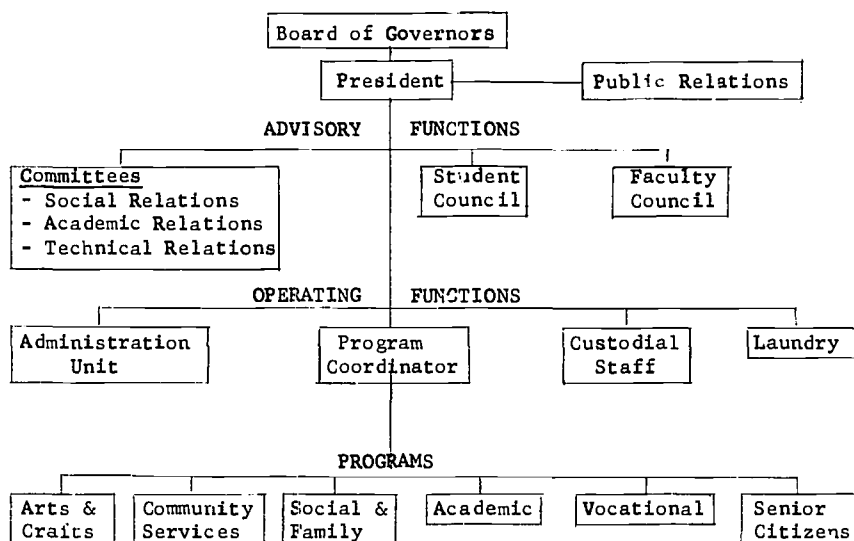 Board of Governors
President
Public Relations
ADVISORY FUNCTIONS
Committees
- Social Relations
- Academic Relations
- Technical Relations
Student
Council
Faculty
Council
OPERATING FUNCTIONS
Administration
Unit
Program
Coordinator
Custodial
Staff
Laundry
PROGRAMS
Arts &
Crafts
Community
Services
Social &
Family
Academic
Vocational
Senior
Citizens